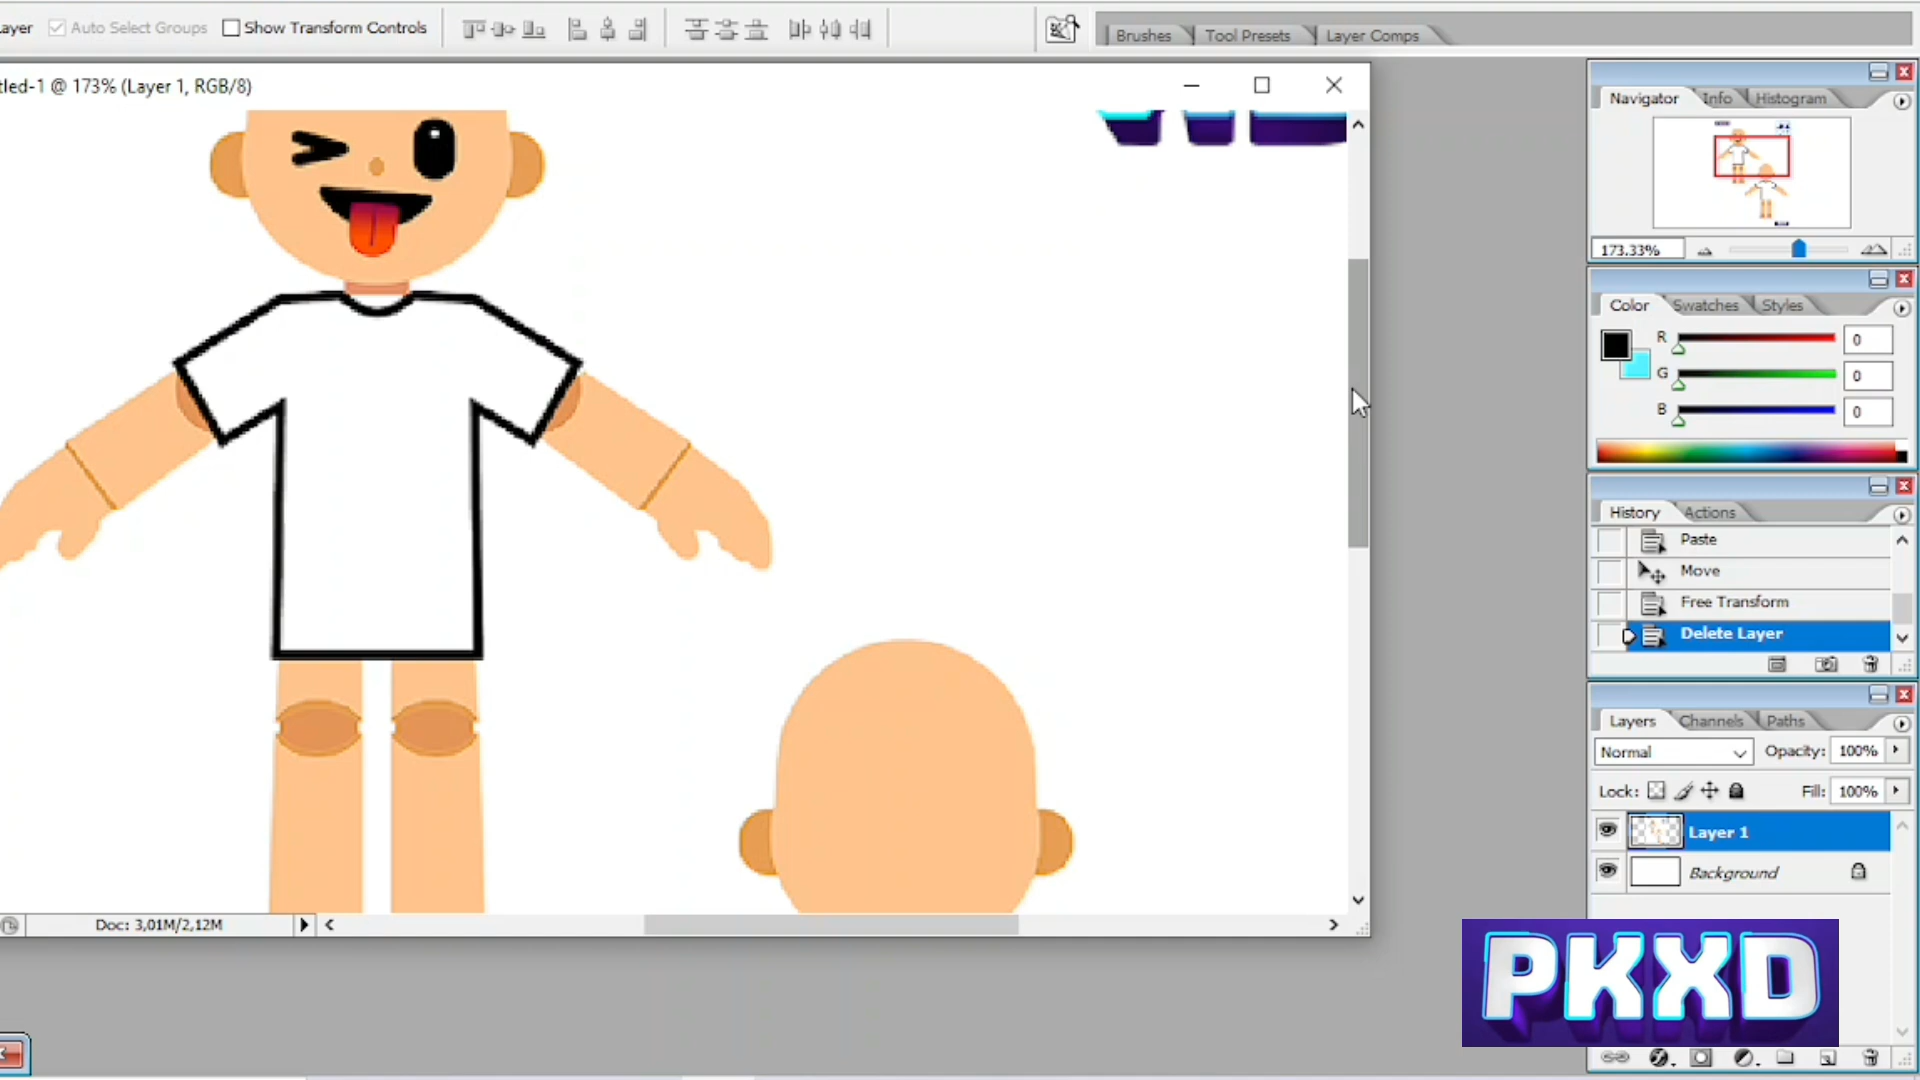 ayer Auto Select Groups Show Transform Controls
Brushes Tool Presets Layer Comps
tled-1 @ 173% (Layer 1, RGB/8)
Navigator Info Histogram
173.33%
Color Swatches Styles
R 0
G 0
B 0
History Actions
Paste
Move
Free Transform
Delete Layer
Layers Channels Paths
Normal Opacity: 100%
Lock: Fill: 100%
Layer 1
Background
Doc: 3,01M/2,12M
PKXD